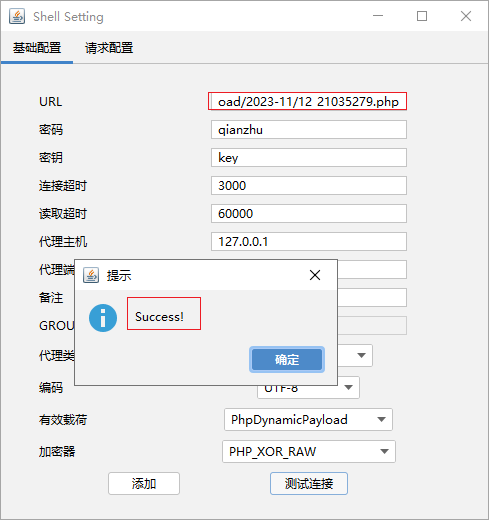 Shell Setting
基础配置 请求配置
URL oad/2023-11/12_21035279.php
密码 qianzhu
密钥 key
连接超时 3000
读取超时 60000
代理主机 127.0.0.1
代理端
提示
备注
Success!
GROU
确定
代理类
编码 UTF-8
有效载荷 PhpDynamicPayload
加密器 PHP_XOR_RAW
添加 测试连接